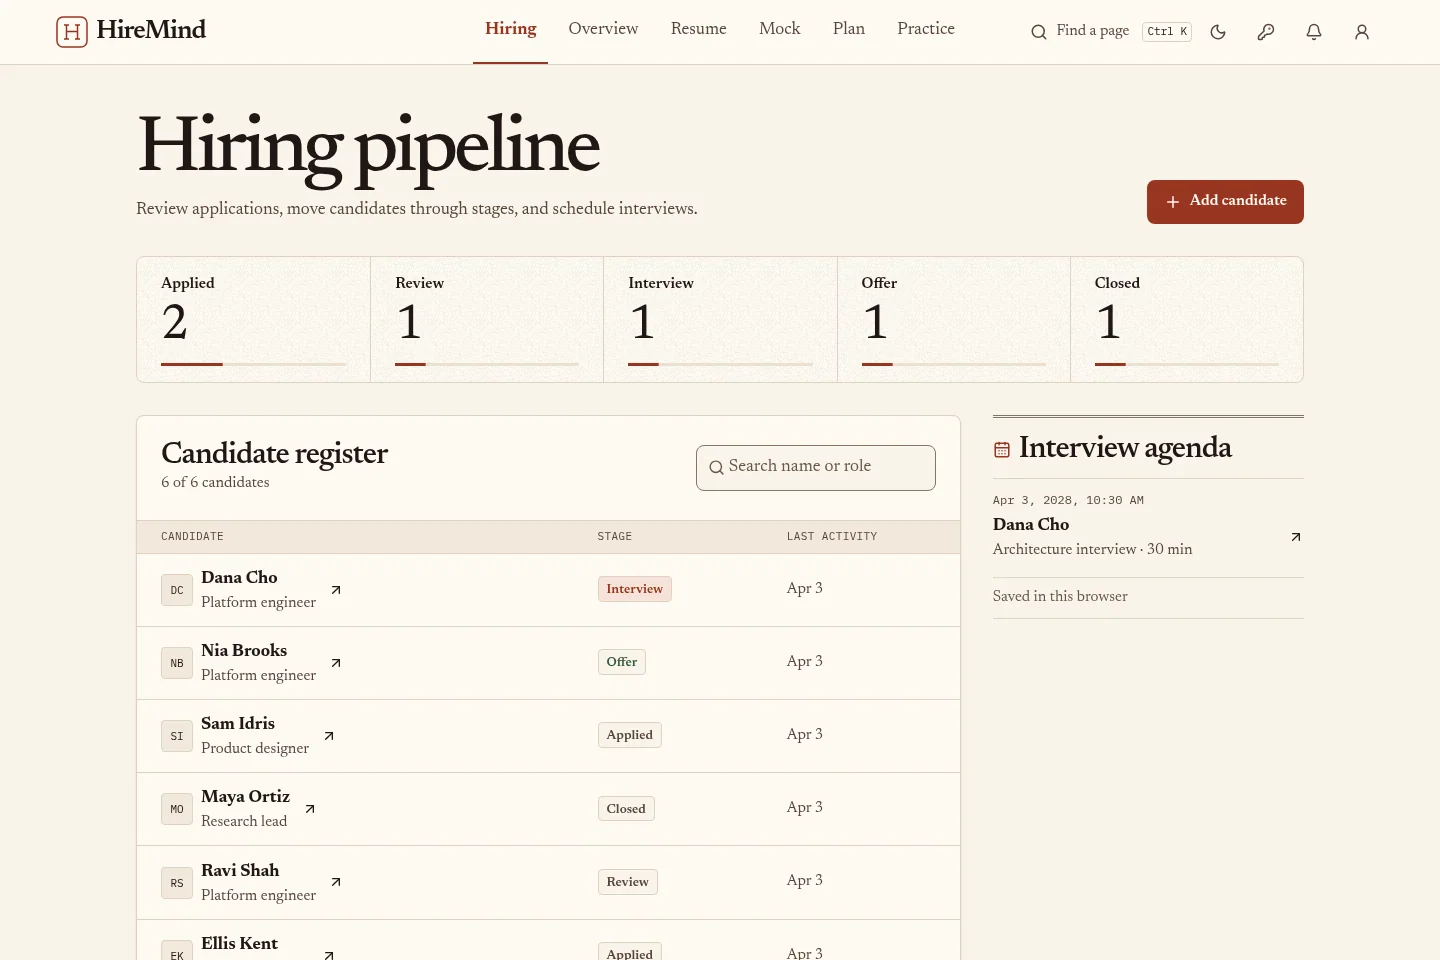 H HireMind
Hiring Overview Resume Mock Plan Practice
Find a page Ctrl K
Hiring pipeline
Review applications, move candidates through stages, and schedule interviews.
+ Add candidate
Applied
2
Review
1
Interview
1
Offer
1
Closed
1
Candidate register
6 of 6 candidates
Search name or role
CANDIDATE STAGE LAST ACTIVITY
DC Dana Cho
Platform engineer
Interview
Apr 3
NB Nia Brooks
Platform engineer
Offer
Apr 3
SI Sam Idris
Product designer
Applied
Apr 3
MO Maya Ortiz
Research lead
Closed
Apr 3
RS Ravi Shah
Platform engineer
Review
Apr 3
EK Ellis Kent
Applied
Apr 3
Interview agenda
Apr 3, 2028, 10:30 AM
Dana Cho
Architecture interview · 30 min
Saved in this browser